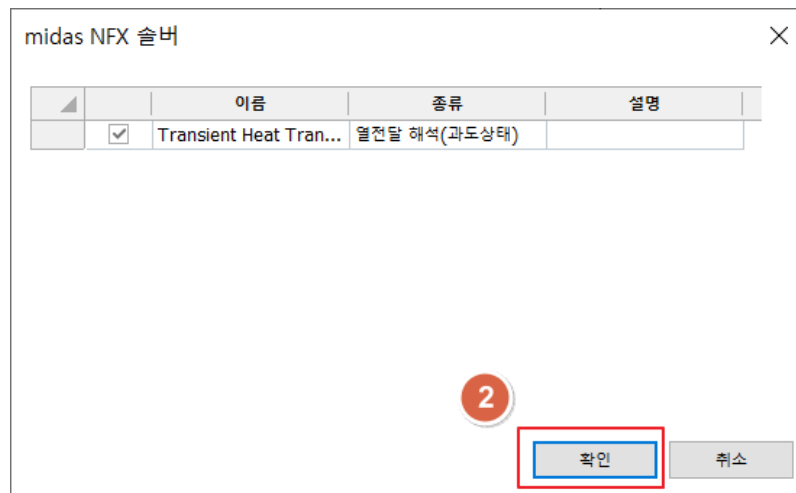 midas NFX 솔버
이름 종류 설명
Transient Heat Tran... 열전달 해석(과도상태)
2
확인 취소